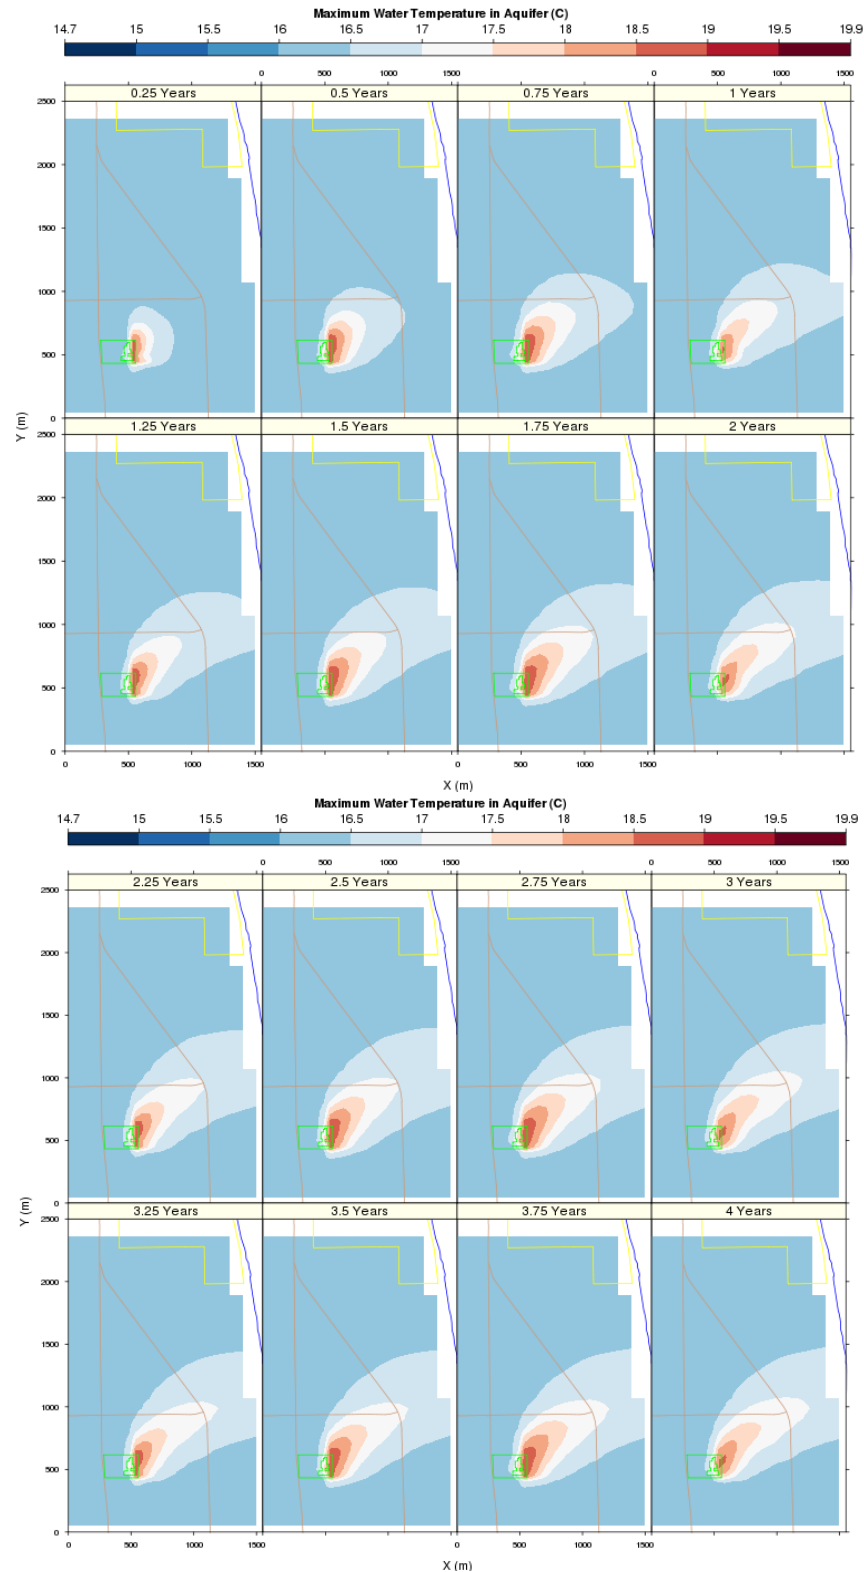 Maximum Water Temperature in Aquifer (C)
14.7 15 15.5 16 16.5 17 17.5 18 18.5 19 19.5 19.9
0 500 1000 1500 0 500 1000 1500
0.25 Years 0.5 Years 0.75 Years 1 Years
2500
2000
1500
1000
500
0
Y (m)
1.25 Years 1.5 Years 1.75 Years 2 Years
2500
2000
1500
1000
500
0
0 500 1000 1500 0 500 1000 1500
X (m)
Maximum Water Temperature in Aquifer (C)
14.7 15 15.5 16 16.5 17 17.5 18 18.5 19 19.5 19.9
0 500 1000 1500 0 500 1000 1500
2.25 Years 2.5 Years 2.75 Years 3 Years
2500
2000
1500
1000
500
0
Y (m)
3.25 Years 3.5 Years 3.75 Years 4 Years
2500
2000
1500
1000
500
0
0 500 1000 1500 0 500 1000 1500
X (m)